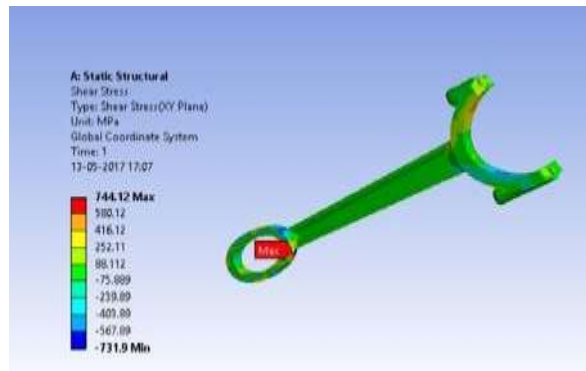 A: Static Structural
Shear Stress
Type: Shear Stress(XY Plane)
Unit: MPa
Global Coordinate System
Time: 1
13-05-2017 17:07
744.12 Max
580.12
416.12
252.11
88.112
-75.889
-239.89
-403.89
-567.89
-731.9 Min
Max